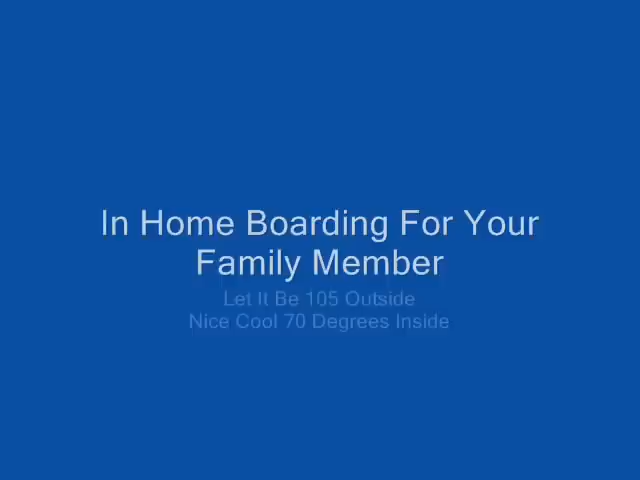 In Home Boarding For Your
Family Member
Let It Be 105 Outside
Nice Cool 70 Degrees Inside